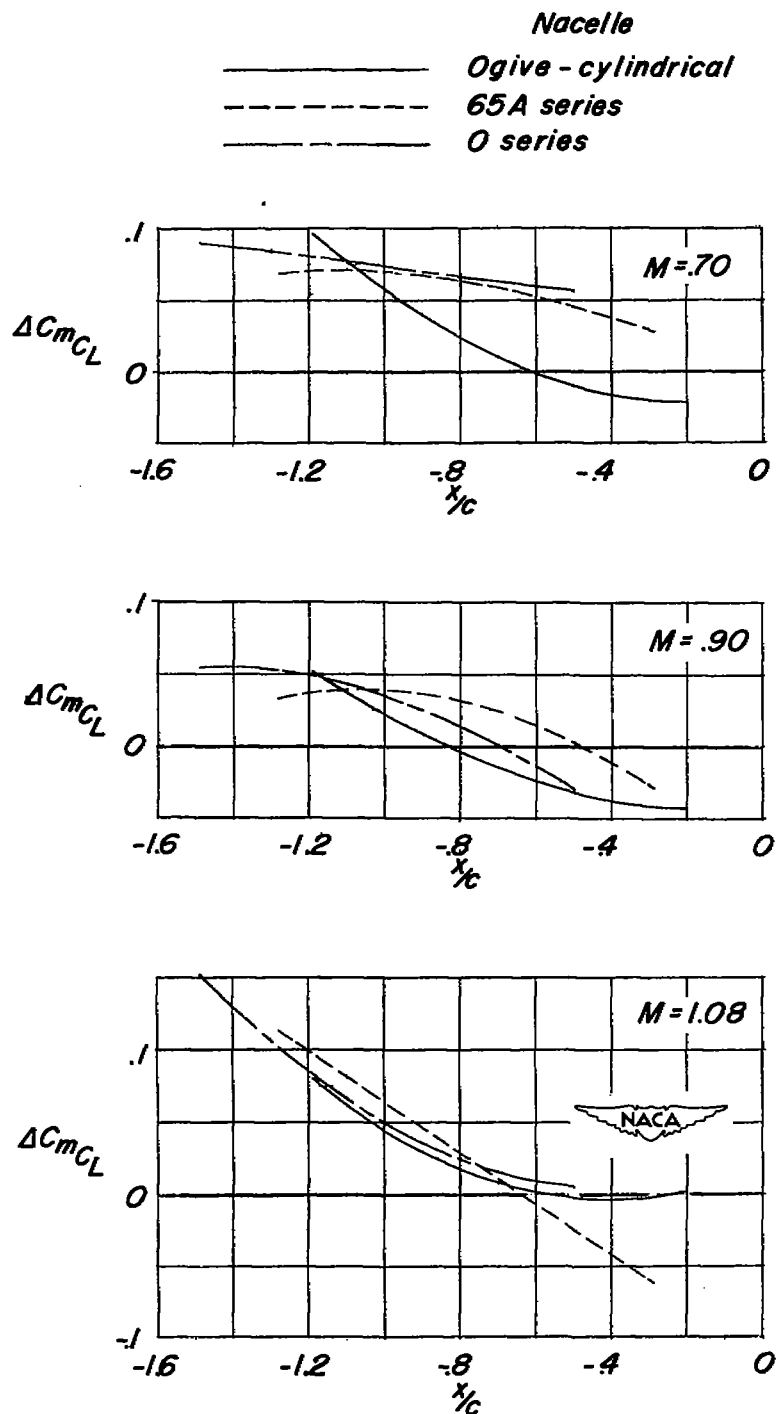 Nacelle
Ogive-cylindrical
65A series
O series
.1
M=.70
ΔCmCL
0
-1.6
-1.2
-.8
-.4
0
x/c
.1
M=.90
ΔCmCL
0
-1.6
-1.2
-.8
-.4
0
x/c
M=1.08
.1
NACA
ΔCmCL
0
-.1
-1.6
-1.2
-.8
-.4
0
x/c